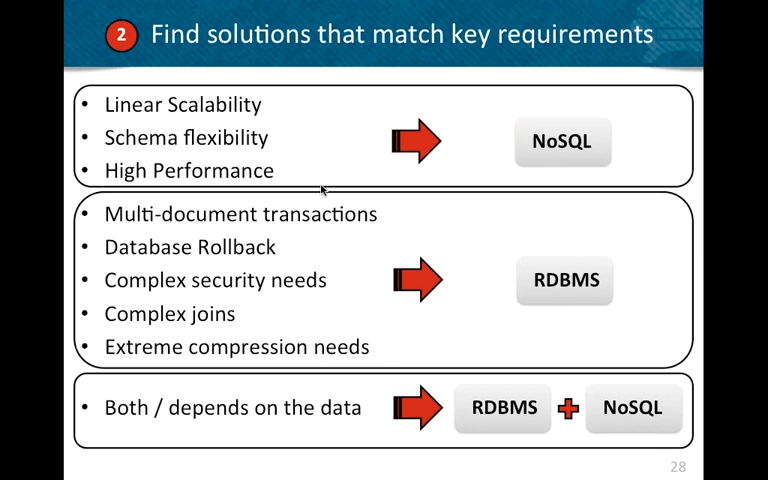 2 Find solutions that match key requirements
• Linear Scalability
• Schema flexibility
• High Performance
NoSQL
• Multi-document transactions
• Database Rollback
• Complex security needs
• Complex joins
• Extreme compression needs
RDBMS
• Both / depends on the data
RDBMS + NoSQL
28